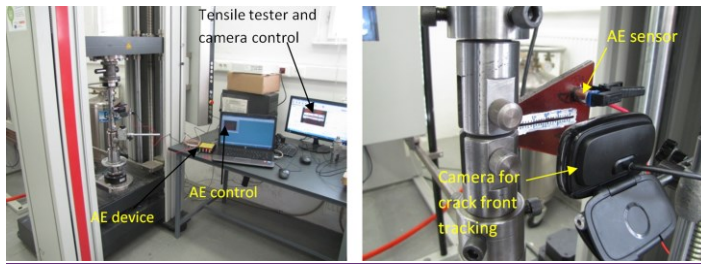 Tensile tester and
camera control
AE control
AE device
AE sensor
Camera for
crack front
tracking